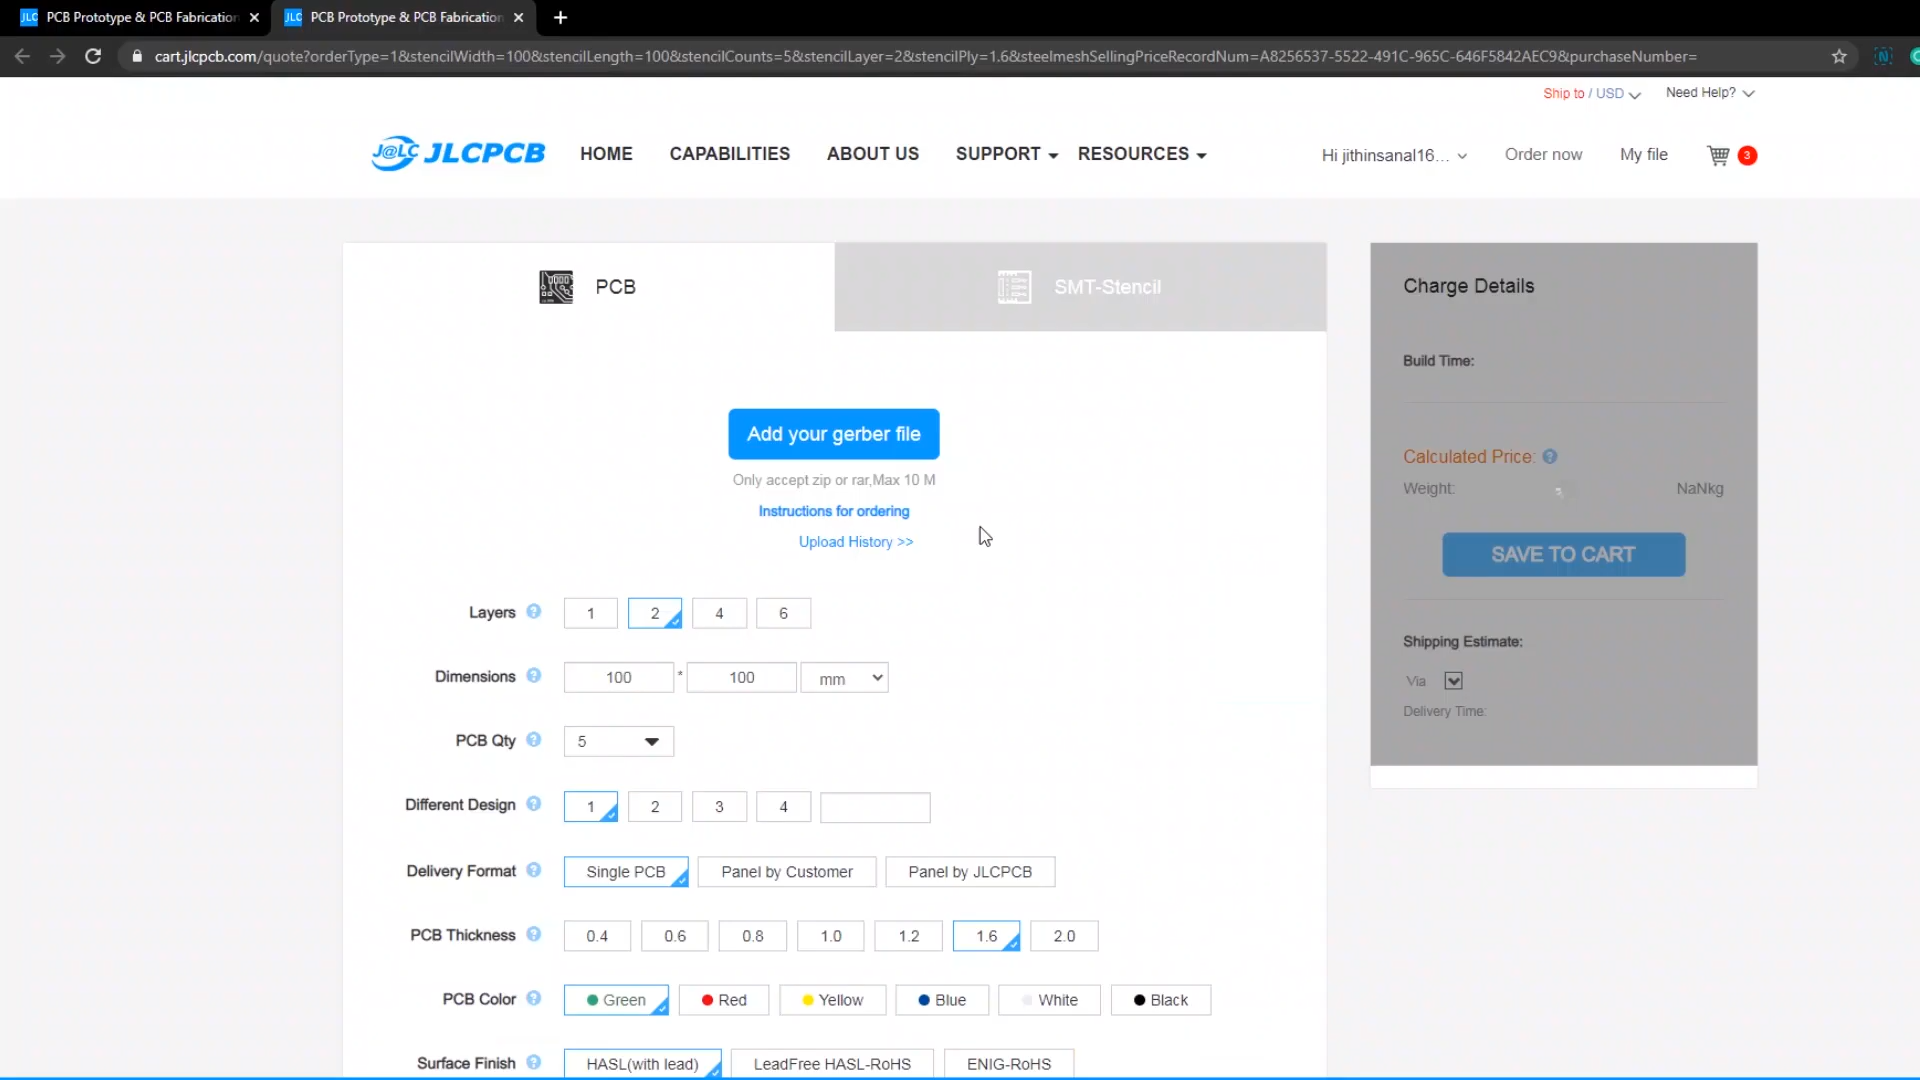 JLC PCB Prototype & PCB Fabrication JLC PCB Prototype & PCB Fabrication
cart.jlcpcb.com/quote?orderType=1&stencilWidth=100&stencilLength=100&stencilCounts=5&stencilLayer=2&stencilPly=1.6&steelmeshSellingPriceRecordNum=A8256537-5522-491C-965C-646F5842AEC9&purchaseNumber=
Ship to / USD Need Help?
J@LC JLCPCB HOME CAPABILITIES ABOUT US SUPPORT RESOURCES Hi jithinsanal16... Order now My file 3
PCB
SMT-Stencil
Add your gerber file
Only accept zip or rar,Max 10 M
Instructions for ordering
Upload History >>
Layers ? 1 2 4 6
Dimensions ? 100 * 100 mm
PCB Qty ? 5
Different Design ? 1 2 3 4
Delivery Format ? Single PCB Panel by Customer Panel by JLCPCB
PCB Thickness ? 0.4 0.6 0.8 1.0 1.2 1.6 2.0
PCB Color ? Green Red Yellow Blue White Black
Surface Finish ? HASL(with lead) LeadFree HASL-RoHS ENIG-RoHS
Charge Details
Build Time:
Calculated Price: ?
Weight: NaNkg
SAVE TO CART
Shipping Estimate:
Via
Delivery Time: